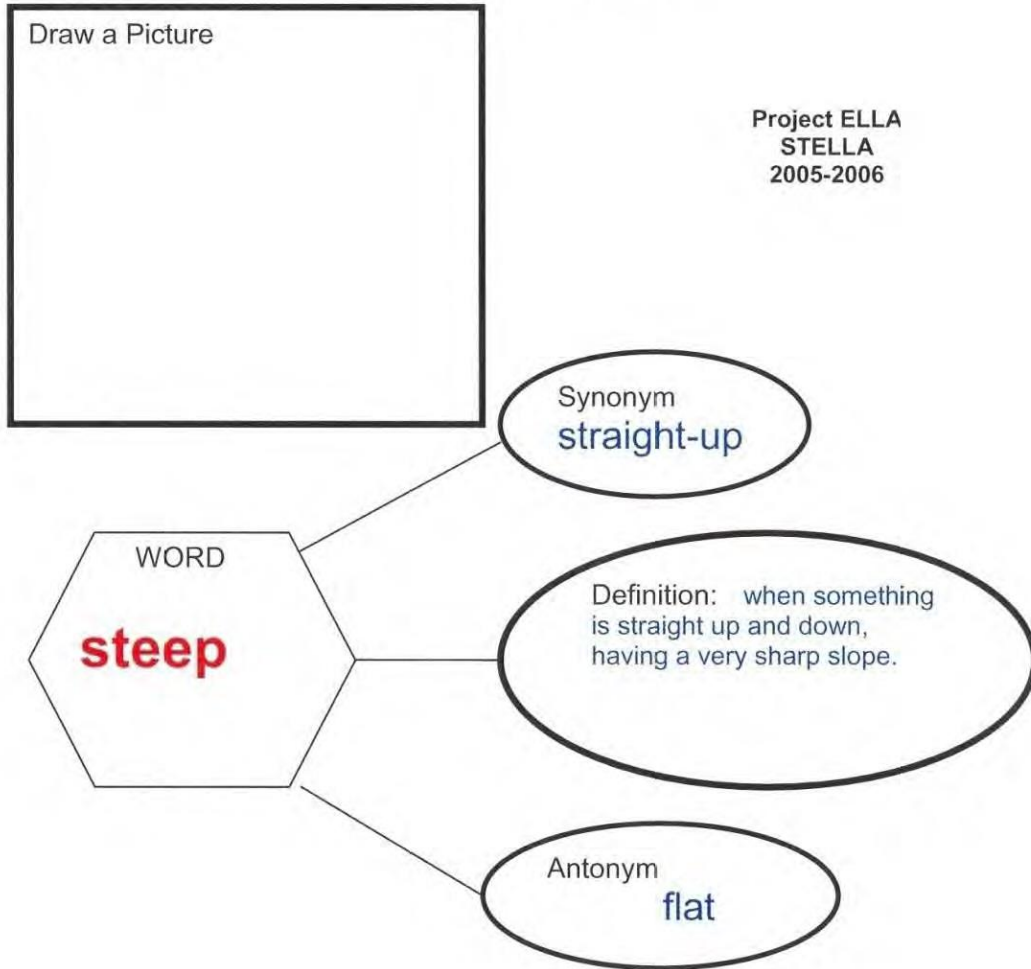 Draw a Picture
Project ELLA
STELLA
2005-2006
Synonym
straight-up
WORD
steep
Definition: when something
is straight up and down,
having a very sharp slope.
Antonym
flat